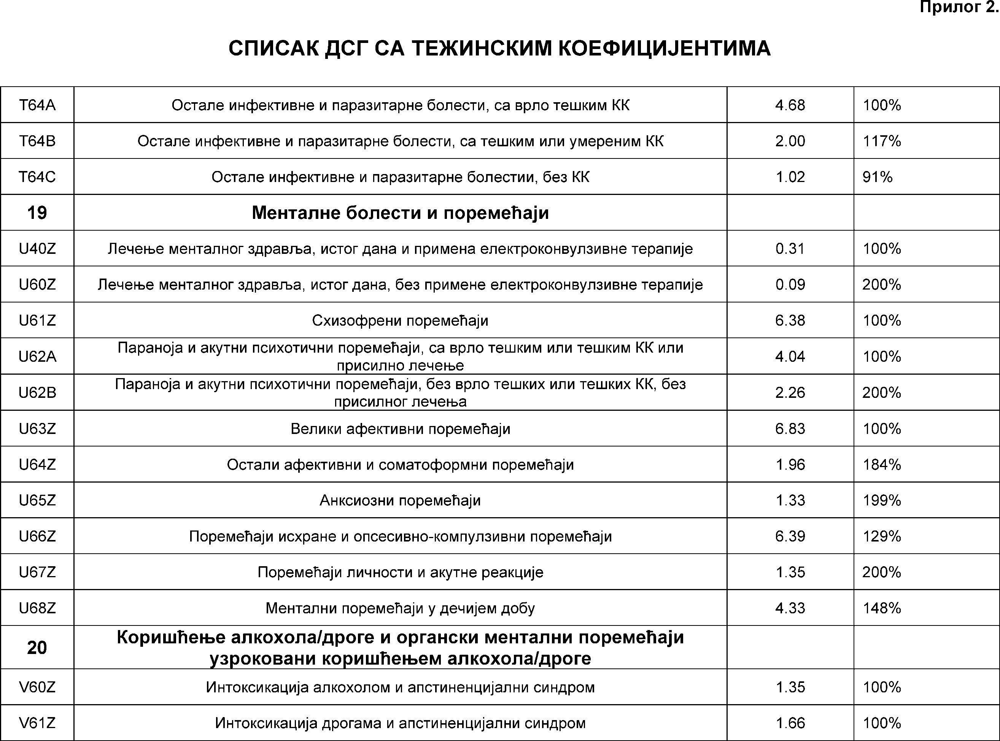 Прилог 2.
СПИСАК ДСГ СА ТЕЖИНСКИМ КОЕФИЦИЈЕНТИМА
T64A Остале инфективне и паразитарне болести, са врло тешким КК 4.68 100%
T64B Остале инфективне и паразитарне болести, са тешким или умереним КК 2.00 117%
T64C Остале инфективне и паразитарне болестии, без КК 1.02 91%
19 Менталне болести и поремећаји
U40Z Лечење менталног здравља, истог дана и примена електроконвулзивне терапије 0.31 100%
U60Z Лечење менталног здравља, истог дана, без примене електроконвулзивне терапије 0.09 200%
U61Z Схизофрени поремећаји 6.38 100%
U62A Параноја и акутни психотични поремећаји, са врло тешким или тешким КК или
присилно лечење 4.04 100%
U62B Параноја и акутни психотични поремећаји, без врло тешких или тешких КК, без
присилног лечења 2.26 200%
U63Z Велики афективни поремећаји 6.83 100%
U64Z Остали афективни и соматоформни поремећаји 1.96 184%
U65Z Анксиозни поремећаји 1.33 199%
U66Z Поремећаји исхране и опсесивно-компулзивни поремећаји 6.39 129%
U67Z Поремећаји личности и акутне реакције 1.35 200%
U68Z Ментални поремећаји у дечијем добу 4.33 148%
20 Коришћење алкохола/дроге и органски ментални поремећаји
узроковани коришћењем алкохола/дроге
V60Z Интоксикација алкохолом и апстиненцијални синдром 1.35 100%
V61Z Интоксикација дрогама и апстиненцијални синдром 1.66 100%